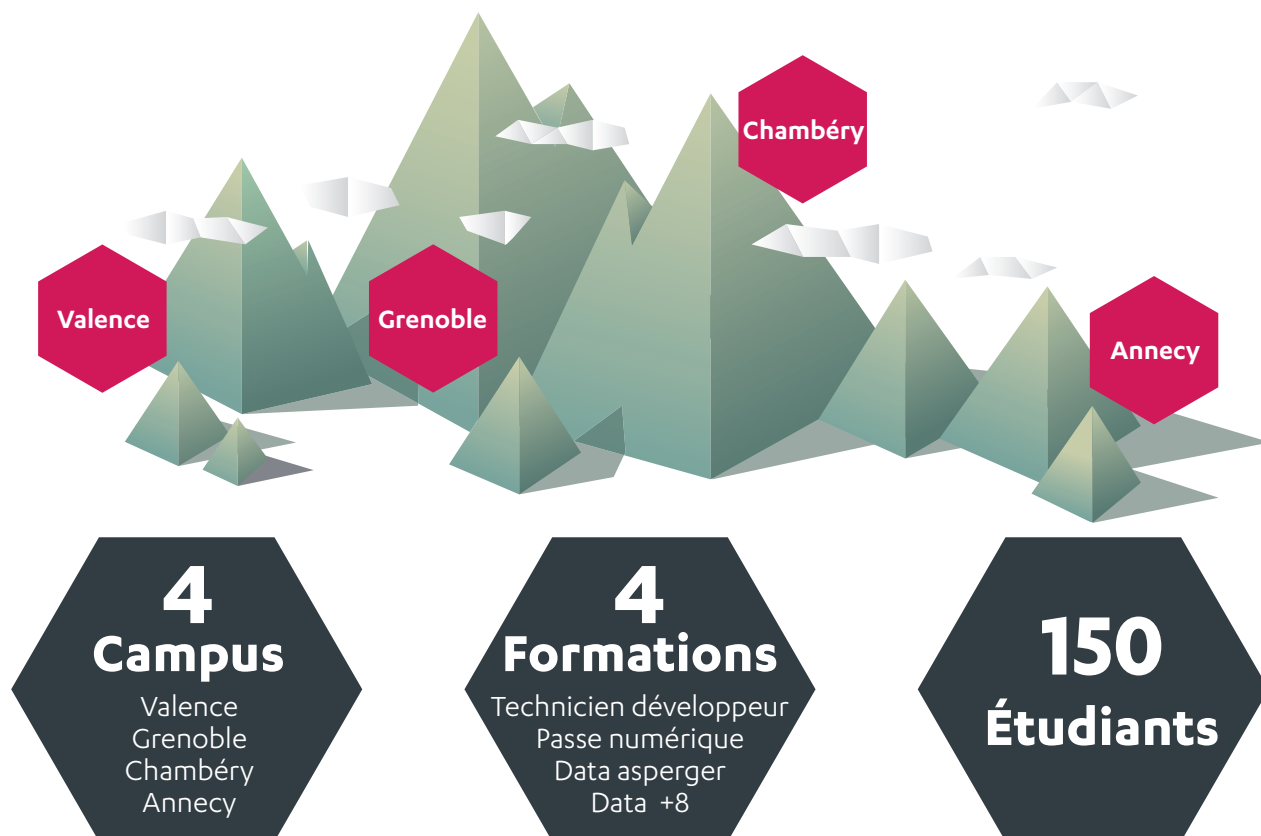 Chambéry
Valence
Grenoble
Annecy
4
Campus
Valence
Grenoble
Chambéry
Annecy
4
Formations
Technicien développeur
Passe numérique
Data asperger
Data +8
150
Étudiants